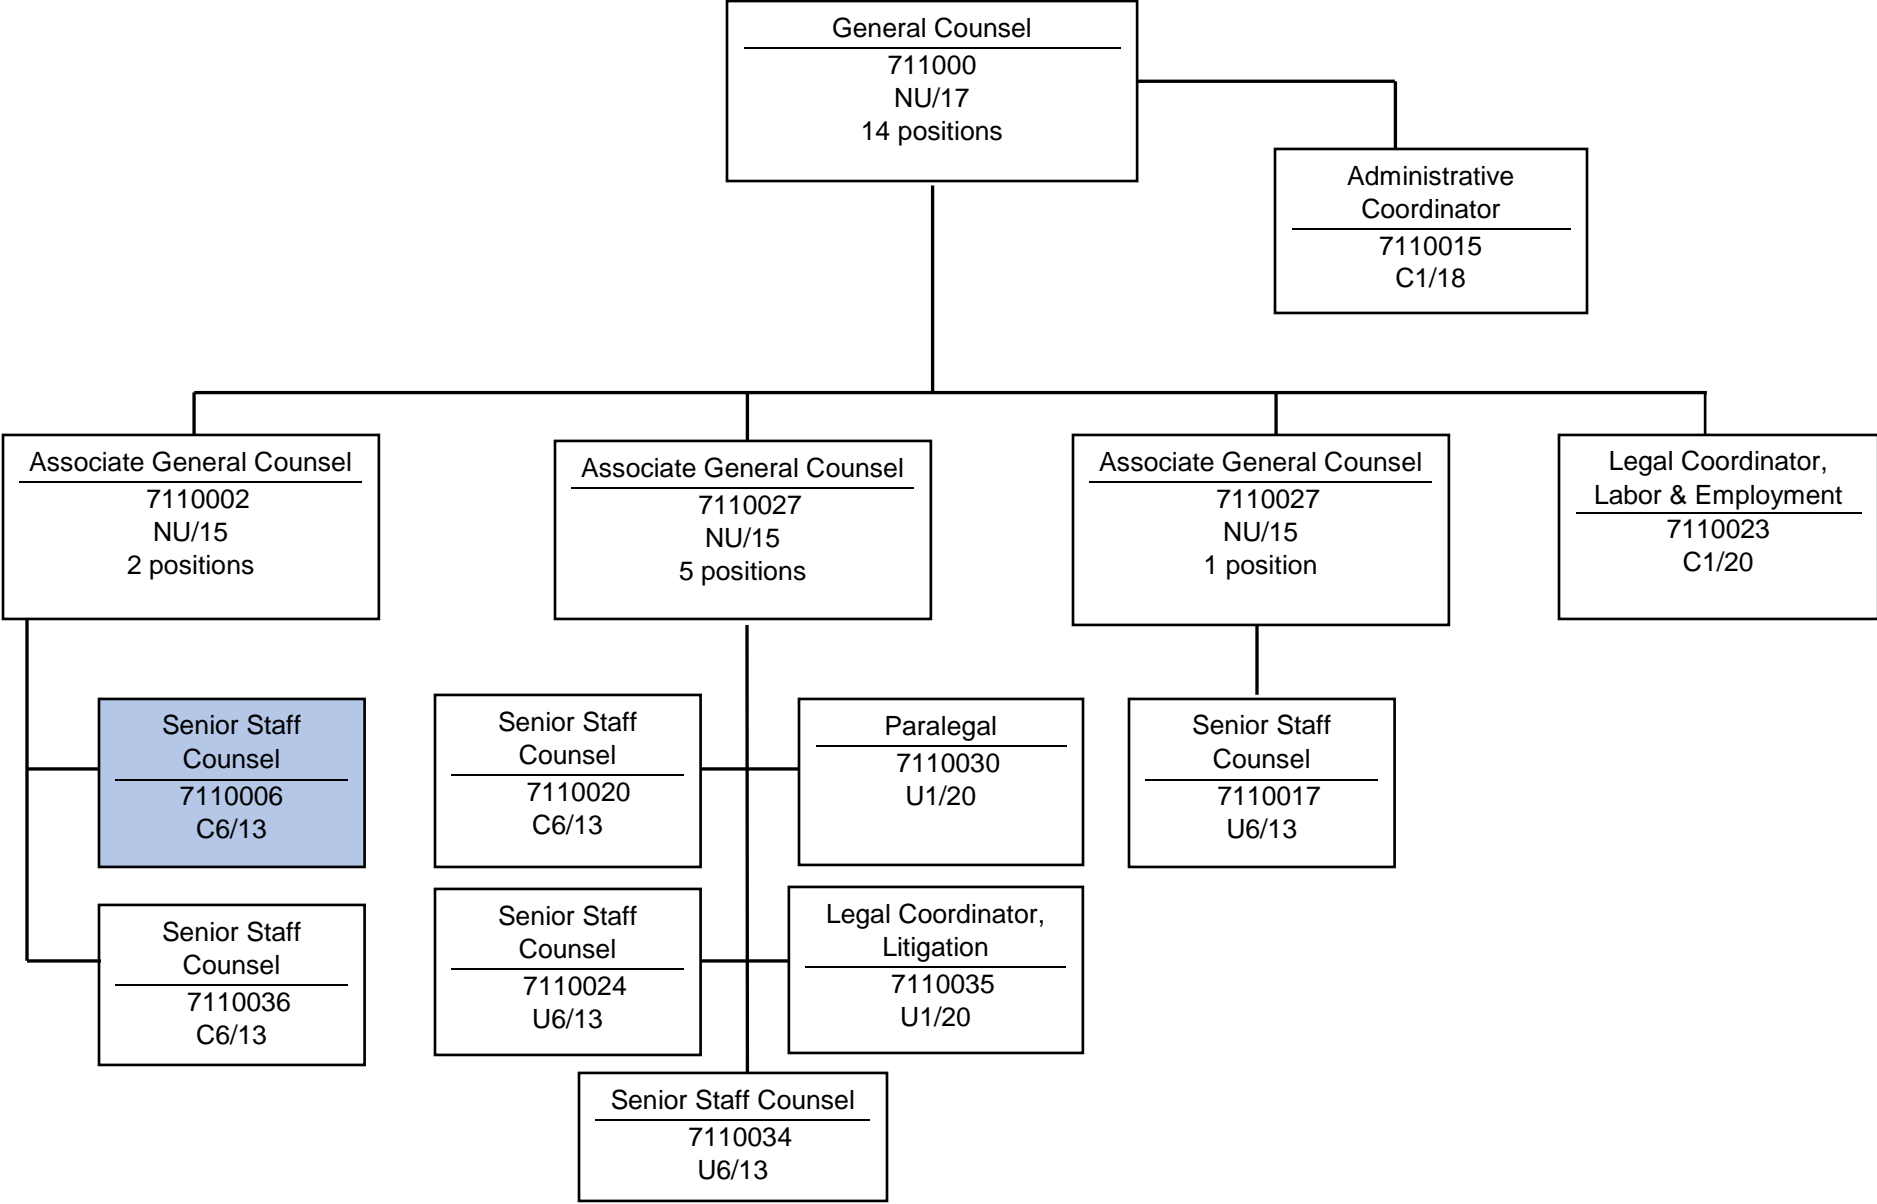 General Counsel
711000
NU/17
14 positions
Administrative
Coordinator
7110015
C1/18
Associate General Counsel
7110002
NU/15
2 positions
Associate General Counsel
7110027
NU/15
5 positions
Associate General Counsel
7110027
NU/15
1 position
Legal Coordinator,
Labor & Employment
7110023
C1/20
Senior Staff
Counsel
7110006
C6/13
Senior Staff
Counsel
7110020
C6/13
Paralegal
7110030
U1/20
Senior Staff
Counsel
7110017
U6/13
Senior Staff
Counsel
7110036
C6/13
Senior Staff
Counsel
7110024
U6/13
Legal Coordinator,
Litigation
7110035
U1/20
Senior Staff Counsel
7110034
U6/13